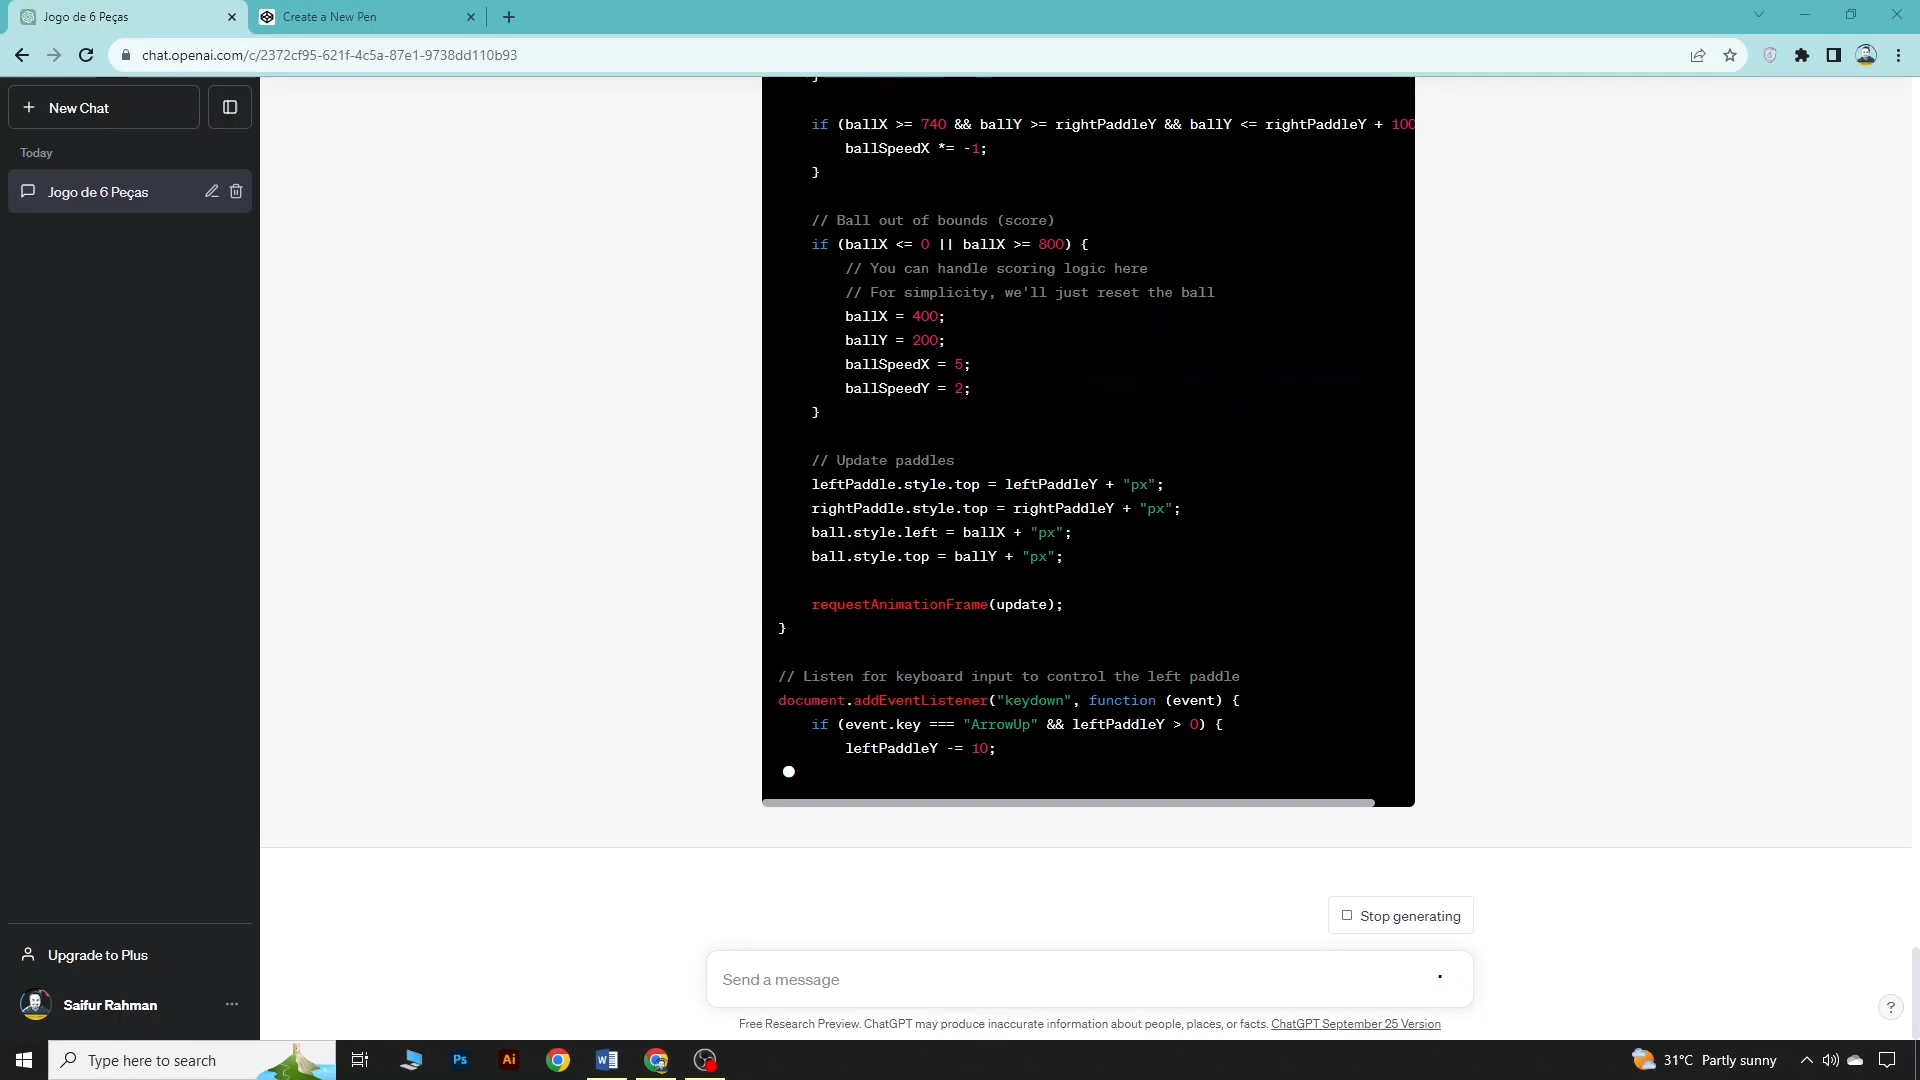 Jogo de 6 Peças
Create a New Pen
chat.openai.com/c/2372cf95-621f-4c5a-87e1-9738dd110b93
New Chat
Today
Jogo de 6 Peças
}
if (ballX >= 740 && ballY >= rightPaddleY && ballY <= rightPaddleY + 100
ballSpeedX *= -1;
}
// Ball out of bounds (score)
if (ballX <= 0 || ballX >= 800) {
// You can handle scoring logic here
// For simplicity, we'll just reset the ball
ballX = 400;
ballY = 200;
ballSpeedX = 5;
ballSpeedY = 2;
}
// Update paddles
leftPaddle.style.top = leftPaddleY + "px";
rightPaddle.style.top = rightPaddleY + "px";
ball.style.left = ballX + "px";
ball.style.top = ballY + "px";
requestAnimationFrame(update);
}
// Listen for keyboard input to control the left paddle
document.addEventListener("keydown", function (event) {
if (event.key === "ArrowUp" && leftPaddleY > 0) {
leftPaddleY -= 10;
Stop generating
Upgrade to Plus
Send a message
Saifur Rahman
?
Free Research Preview. ChatGPT may produce inaccurate information about people, places, or facts. ChatGPT September 25 Version
Type here to search
Ps
Ai
W
31°C Partly sunny